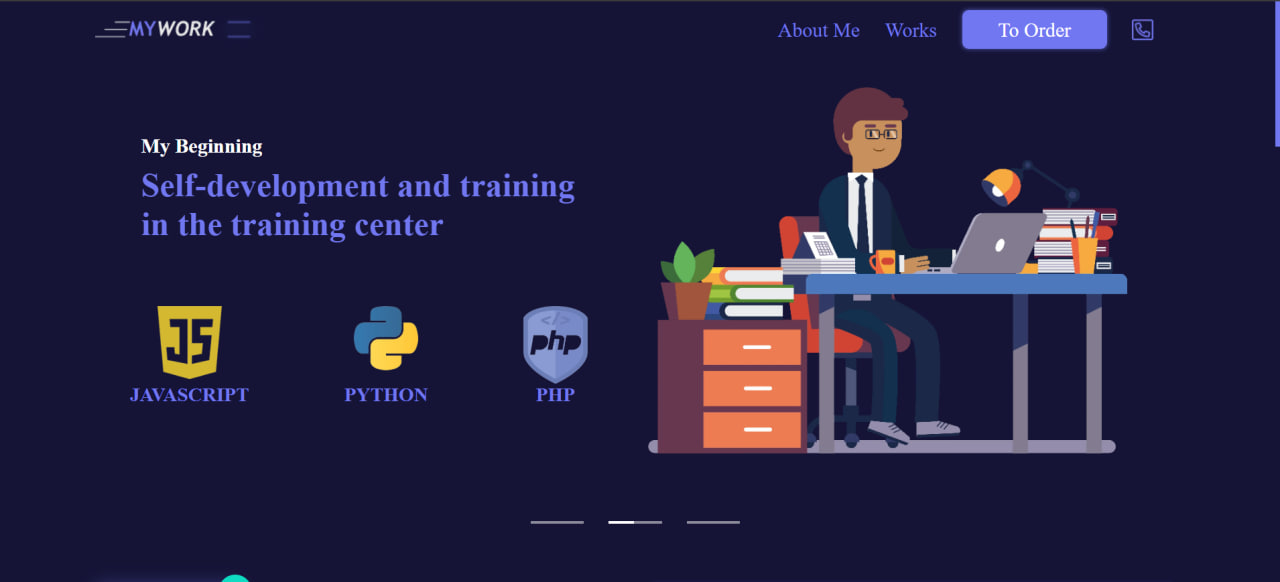 MYWORK
About Me
Works
To Order
My Beginning
Self-development and training
in the training center
JS
JAVASCRIPT
PYTHON
</>
php
PHP